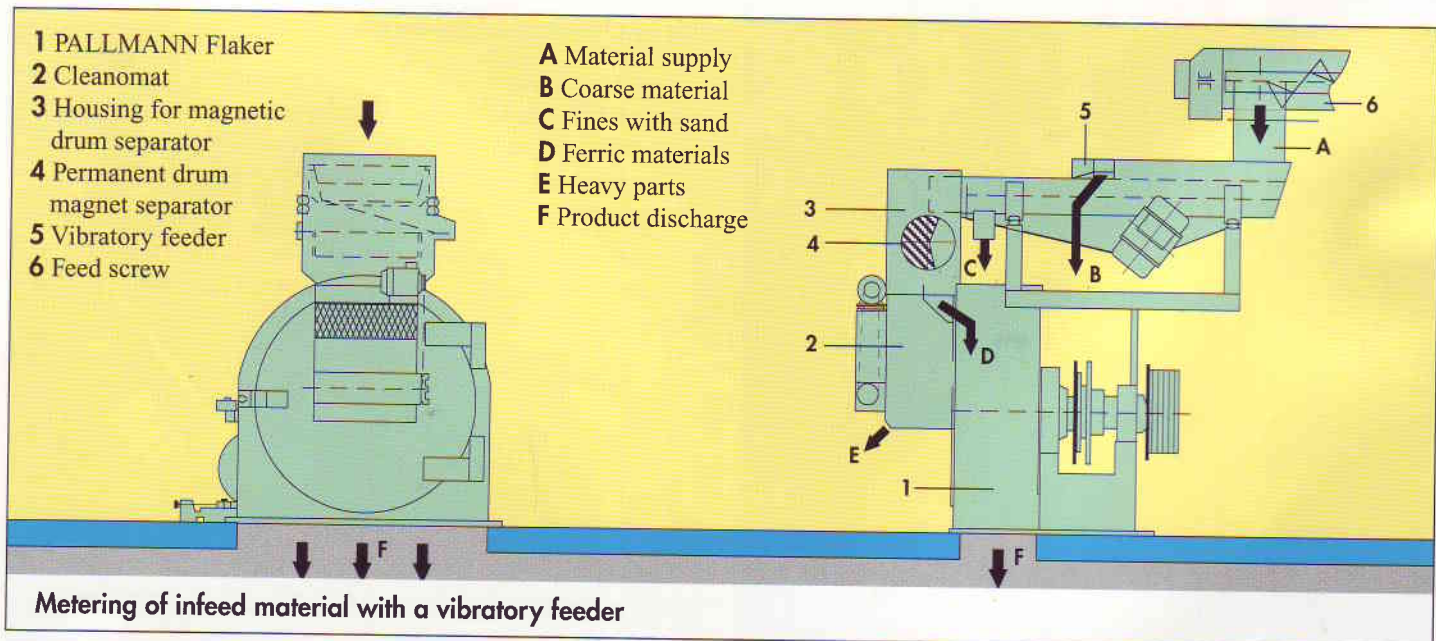 1 PALLMANN Flaker
2 Cleanomat
3 Housing for magnetic
drum separator
4 Permanent drum
magnet separator
5 Vibratory feeder
6 Feed screw
A Material supply
B Coarse material
C Fines with sand
D Ferric materials
E Heavy parts
F Product discharge
6
5
A
3
4
C
B
2
D
E
1
F
F
Metering of infeed material with a vibratory feeder